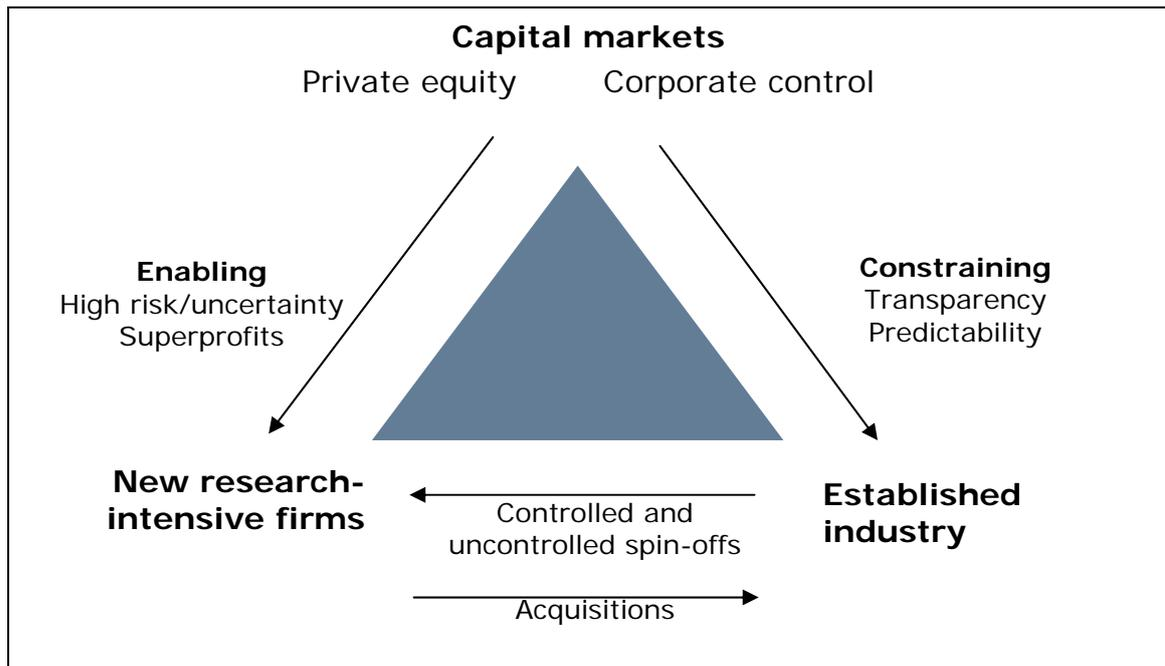 Capital markets
Private equity Corporate control
Enabling
High risk/uncertainty
Superprofits
Constraining
Transparency
Predictability
New research-
intensive firms
Established
industry
Controlled and
uncontrolled spin-offs
Acquisitions